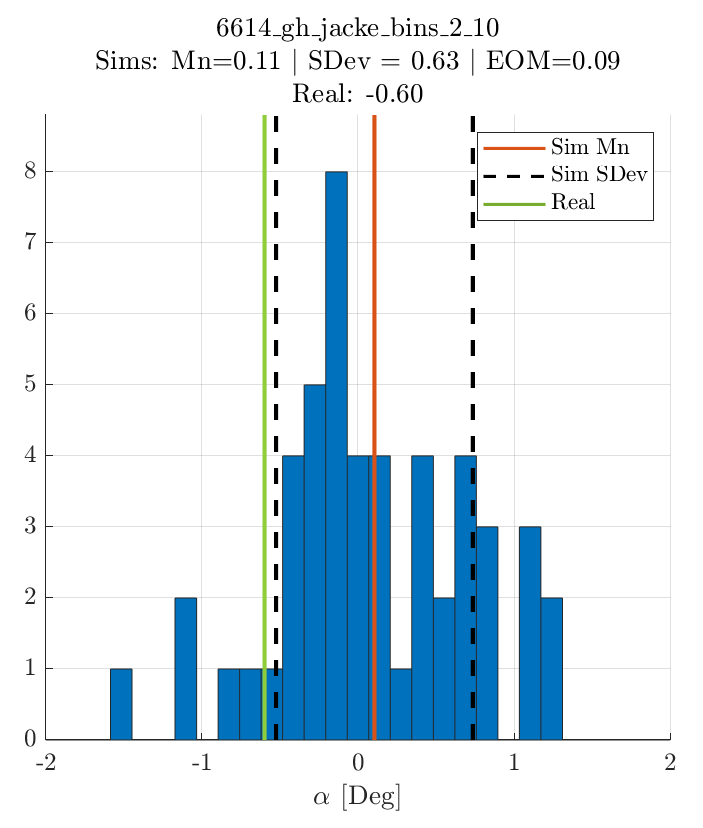 6614_gh_jacke_bins_2_10
Sims: Mn=0.11 | SDev = 0.63 | EOM=0.09
Real: -0.60
Sim Mn
Sim SDev
Real
8
7
6
5
4
3
2
1
0
-2 -1 0 1 2
α [Deg]